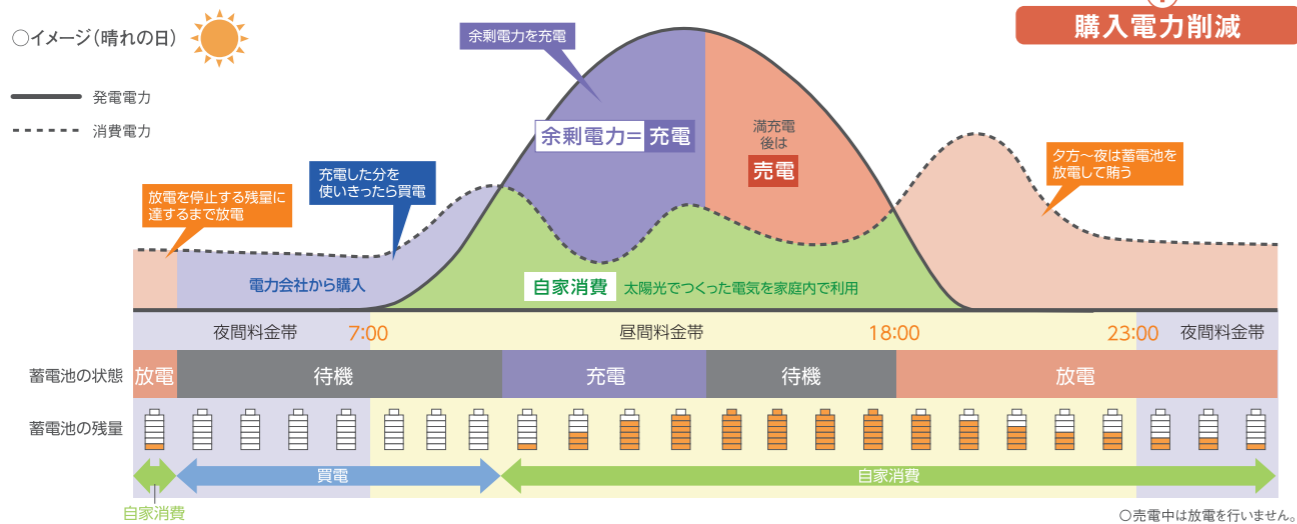 ○イメージ（晴れの日）
購入電力削減
発電電力
消費電力
余剰電力を充電
余剰電力＝充電
満充電
後は
売電
夕方～夜は蓄電池を
放電して賄う
充電した分を
使いきったら買電
放電を停止する残量に
達するまで放電
電力会社から購入
自家消費 太陽光でつくった電気を家庭内で利用
夜間料金帯 7:00 昼間料金帯 18:00 23:00 夜間料金帯
蓄電池の状態 放電 待機 充電 待機 放電
蓄電池の残量
買電 自家消費
自家消費
○売電中は放電を行いません。